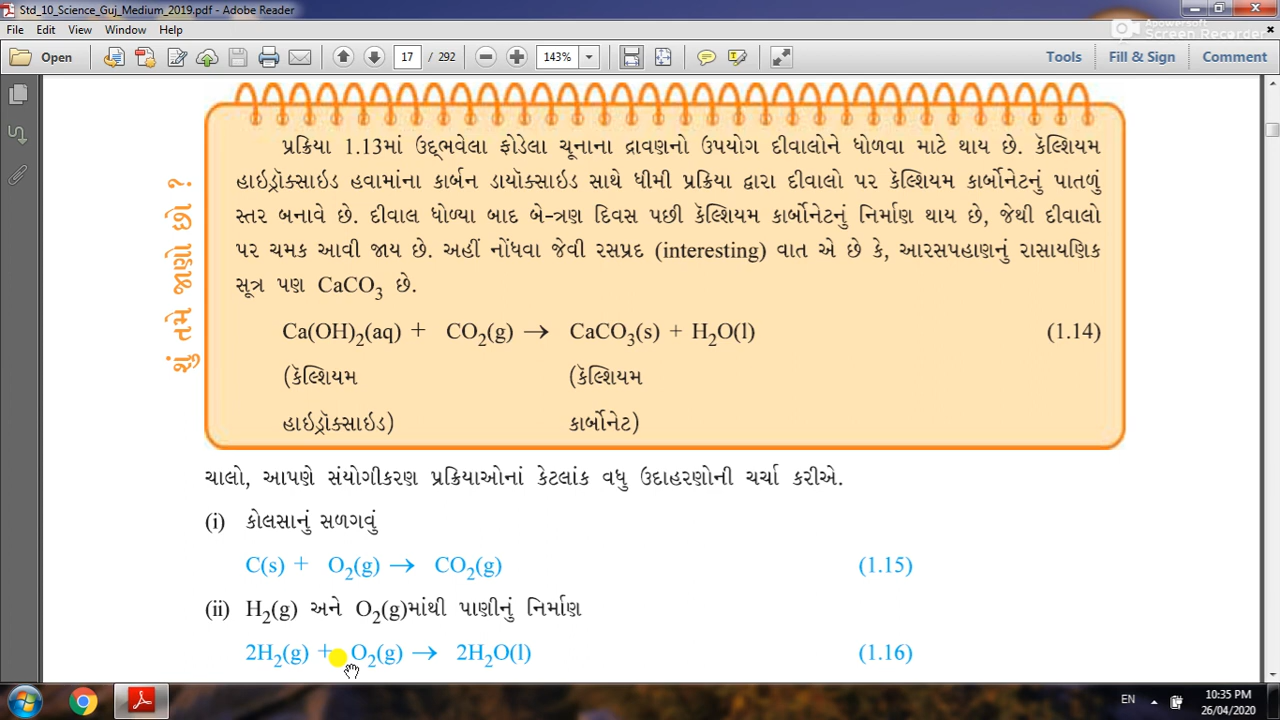 Std_10_Science_Guj_Medium_2019.pdf - Adobe Reader
File Edit View Window Help
Apowersoft
Screen Recorder
Open 17 / 292 143% Tools Fill & Sign Comment
શું તમે જાણો છો ?
પ્રક્રિયા 1.13માં ઉદ્ભવેલા ફોડેલા ચૂનાના દ્રાવણનો ઉપયોગ દીવાલોને ધોળવા માટે થાય છે. કૅલ્શિયમ
હાઇડ્રૉક્સાઇડ હવામાંના કાર્બન ડાયૉક્સાઇડ સાથે ધીમી પ્રક્રિયા દ્વારા દીવાલો પર કૅલ્શિયમ કાર્બોનેટનું પાતળું
સ્તર બનાવે છે. દીવાલ ધોળ્યા બાદ બે-ત્રણ દિવસ પછી કૅલ્શિયમ કાર્બોનેટનું નિર્માણ થાય છે, જેથી દીવાલો
પર ચમક આવી જાય છે. અહીં નોંધવા જેવી રસપ્રદ (interesting) વાત એ છે કે, આરસપહાણનું રાસાયણિક
સૂત્ર પણ CaCO₃ છે.
Ca(OH)₂(aq) + CO₂(g) → CaCO₃(s) + H₂O(l) (1.14)
(કૅલ્શિયમ (કૅલ્શિયમ
હાઇડ્રૉક્સાઇડ) કાર્બોનેટ)
ચાલો, આપણે સંયોગીકરણ પ્રક્રિયાઓનાં કેટલાંક વધુ ઉદાહરણોની ચર્ચા કરીએ.
(i) કોલસાનું સળગવું
C(s) + O₂(g) → CO₂(g) (1.15)
(ii) H₂(g) અને O₂(g)માંથી પાણીનું નિર્માણ
2H₂(g) + O₂(g) → 2H₂O(l) (1.16)
EN 10:35 PM
26/04/2020